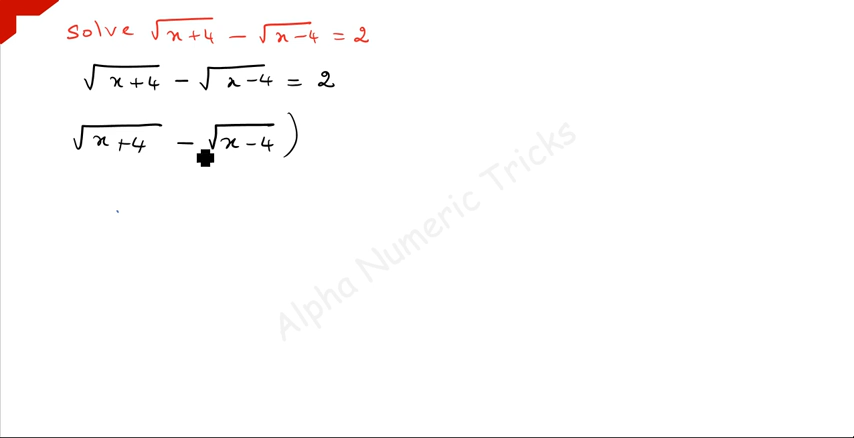 Solve √(x+4) − √(x−4) = 2
√(x+4) − √(x−4) = 2
√(x+4) − √(x−4) )
Alpha Numeric Tricks